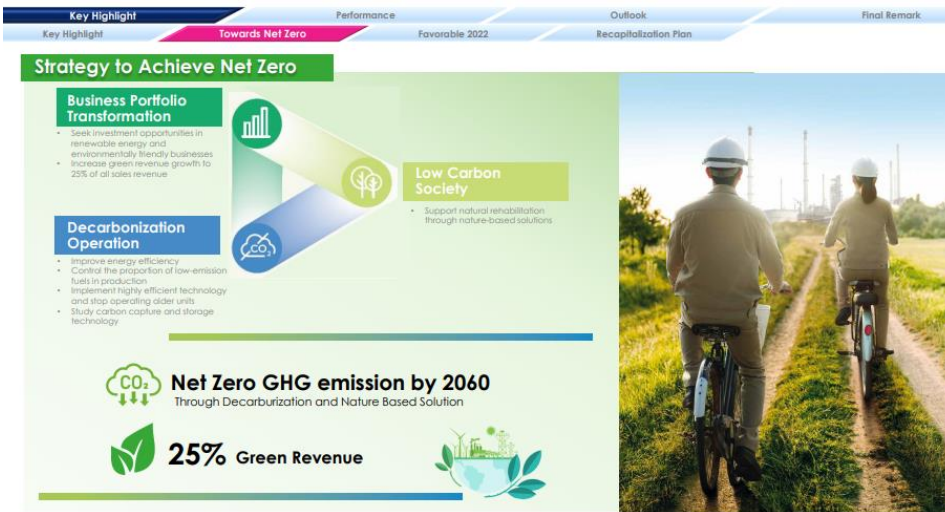 Key Highlight
Performance
Outlook
Final Remark
Key Highlight
Towards Net Zero
Favorable 2022
Recapitalization Plan
Strategy to Achieve Net Zero
Business Portfolio
Transformation
• Seek investment opportunities in
renewable energy and
environmentally friendly businesses
• Increase green revenue growth to
25% of all sales revenue
Low Carbon
Society
• Support natural rehabilitation
through nature-based solutions
Decarbonization
Operation
• Improve energy efficiency
• Control the proportion of low-emission
fuels in production
• Implement highly efficient technology
and stop operating older units
• Study carbon capture and storage
technology
CO₂
CO₂
Net Zero GHG emission by 2060
Through Decarburization and Nature Based Solution
25% Green Revenue